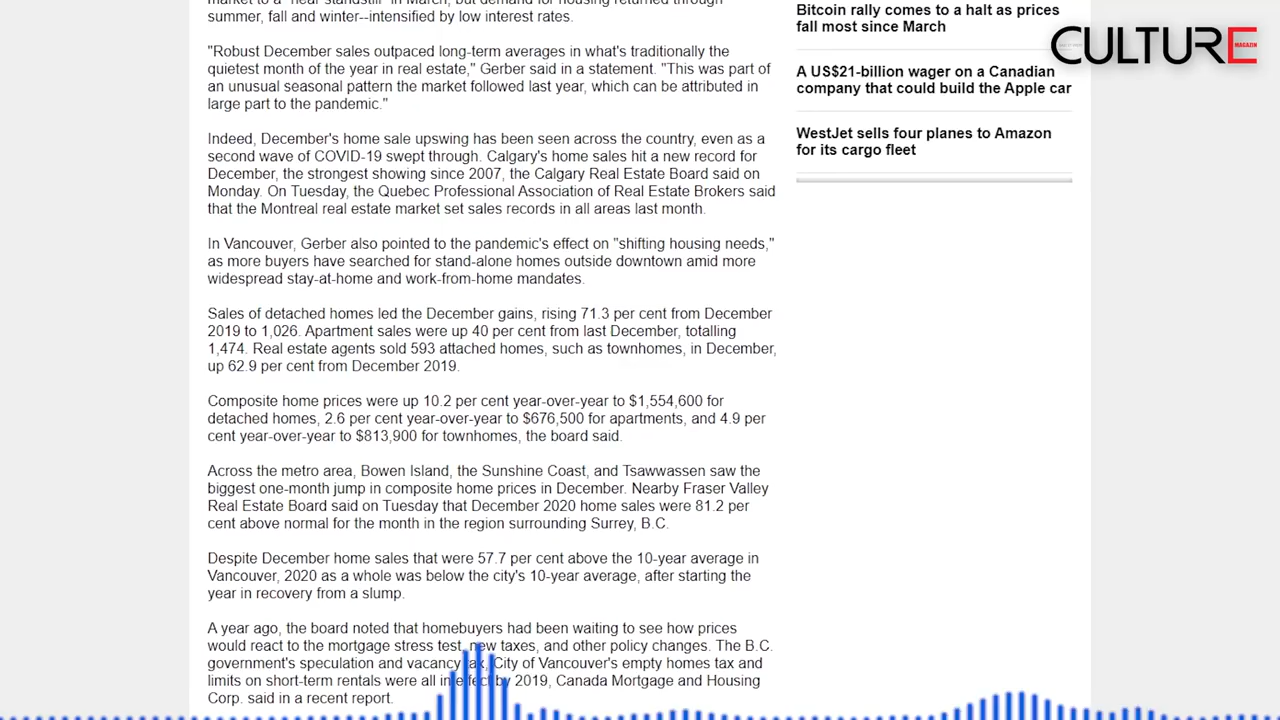 market to a "near standstill" in March, but demand for housing returned through
summer, fall and winter--intensified by low interest rates.
"Robust December sales outpaced long-term averages in what's traditionally the
quietest month of the year in real estate," Gerber said in a statement. "This was part of
an unusual seasonal pattern the market followed last year, which can be attributed in
large part to the pandemic."
Indeed, December's home sale upswing has been seen across the country, even as a
second wave of COVID-19 swept through. Calgary's home sales hit a new record for
December, the strongest showing since 2007, the Calgary Real Estate Board said on
Monday. On Tuesday, the Quebec Professional Association of Real Estate Brokers said
that the Montreal real estate market set sales records in all areas last month.
In Vancouver, Gerber also pointed to the pandemic's effect on "shifting housing needs,"
as more buyers have searched for stand-alone homes outside downtown amid more
widespread stay-at-home and work-from-home mandates.
Sales of detached homes led the December gains, rising 71.3 per cent from December
2019 to 1,026. Apartment sales were up 40 per cent from last December, totalling
1,474. Real estate agents sold 593 attached homes, such as townhomes, in December,
up 62.9 per cent from December 2019.
Composite home prices were up 10.2 per cent year-over-year to $1,554,600 for
detached homes, 2.6 per cent year-over-year to $676,500 for apartments, and 4.9 per
cent year-over-year to $813,900 for townhomes, the board said.
Across the metro area, Bowen Island, the Sunshine Coast, and Tsawwassen saw the
biggest one-month jump in composite home prices in December. Nearby Fraser Valley
Real Estate Board said on Tuesday that December 2020 home sales were 81.2 per
cent above normal for the month in the region surrounding Surrey, B.C.
Despite December home sales that were 57.7 per cent above the 10-year average in
Vancouver, 2020 as a whole was below the city's 10-year average, after starting the
year in recovery from a slump.
A year ago, the board noted that homebuyers had been waiting to see how prices
would react to the mortgage stress test, new taxes, and other policy changes. The B.C.
government's speculation and vacancy tax, City of Vancouver's empty homes tax and
limits on short-term rentals were all in effect by 2019, Canada Mortgage and Housing
Corp. said in a recent report.
Bitcoin rally comes to a halt as prices
fall most since March
A US$21-billion wager on a Canadian
company that could build the Apple car
WestJet sells four planes to Amazon
for its cargo fleet
CULTURE
MAGAZIN